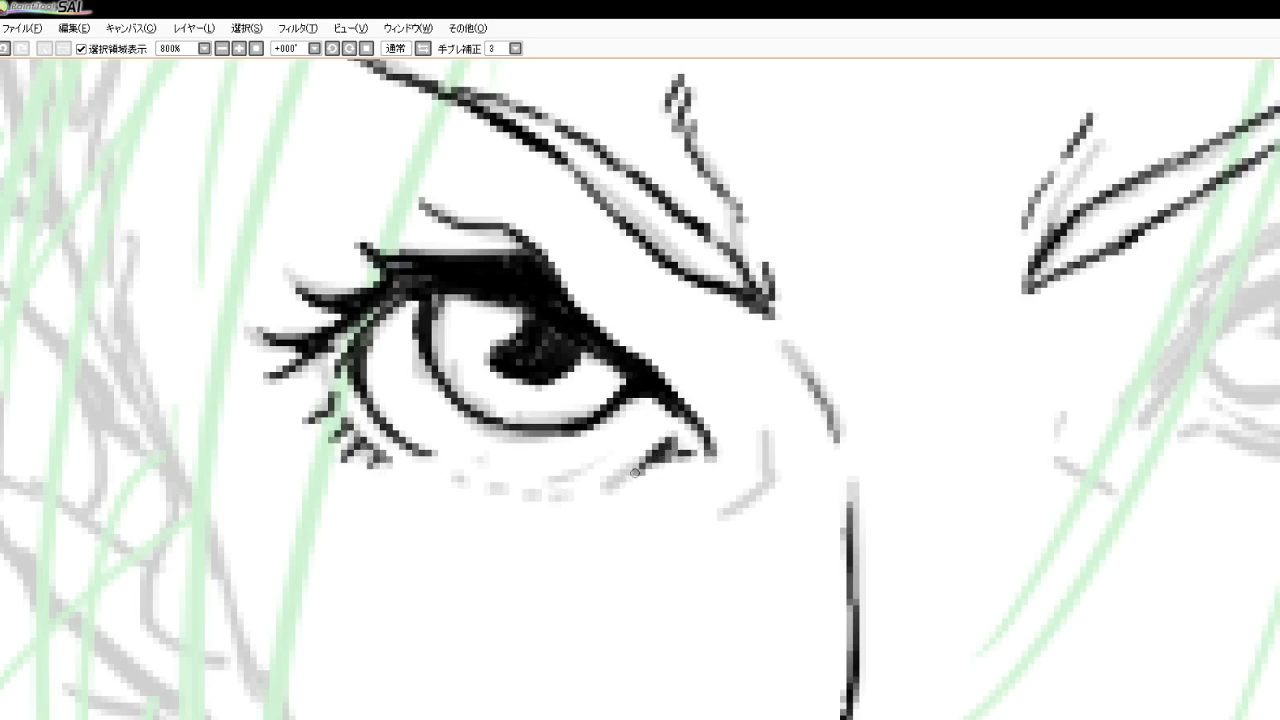 PaintTool SAI
ファイル(F) 編集(E) キャンバス(C) レイヤー(L) 選択(S) フィルタ(T) ビュー(V) ウィンドウ(W) その他(O)
選択領域表示 800% +000° 通常 手ブレ補正 3